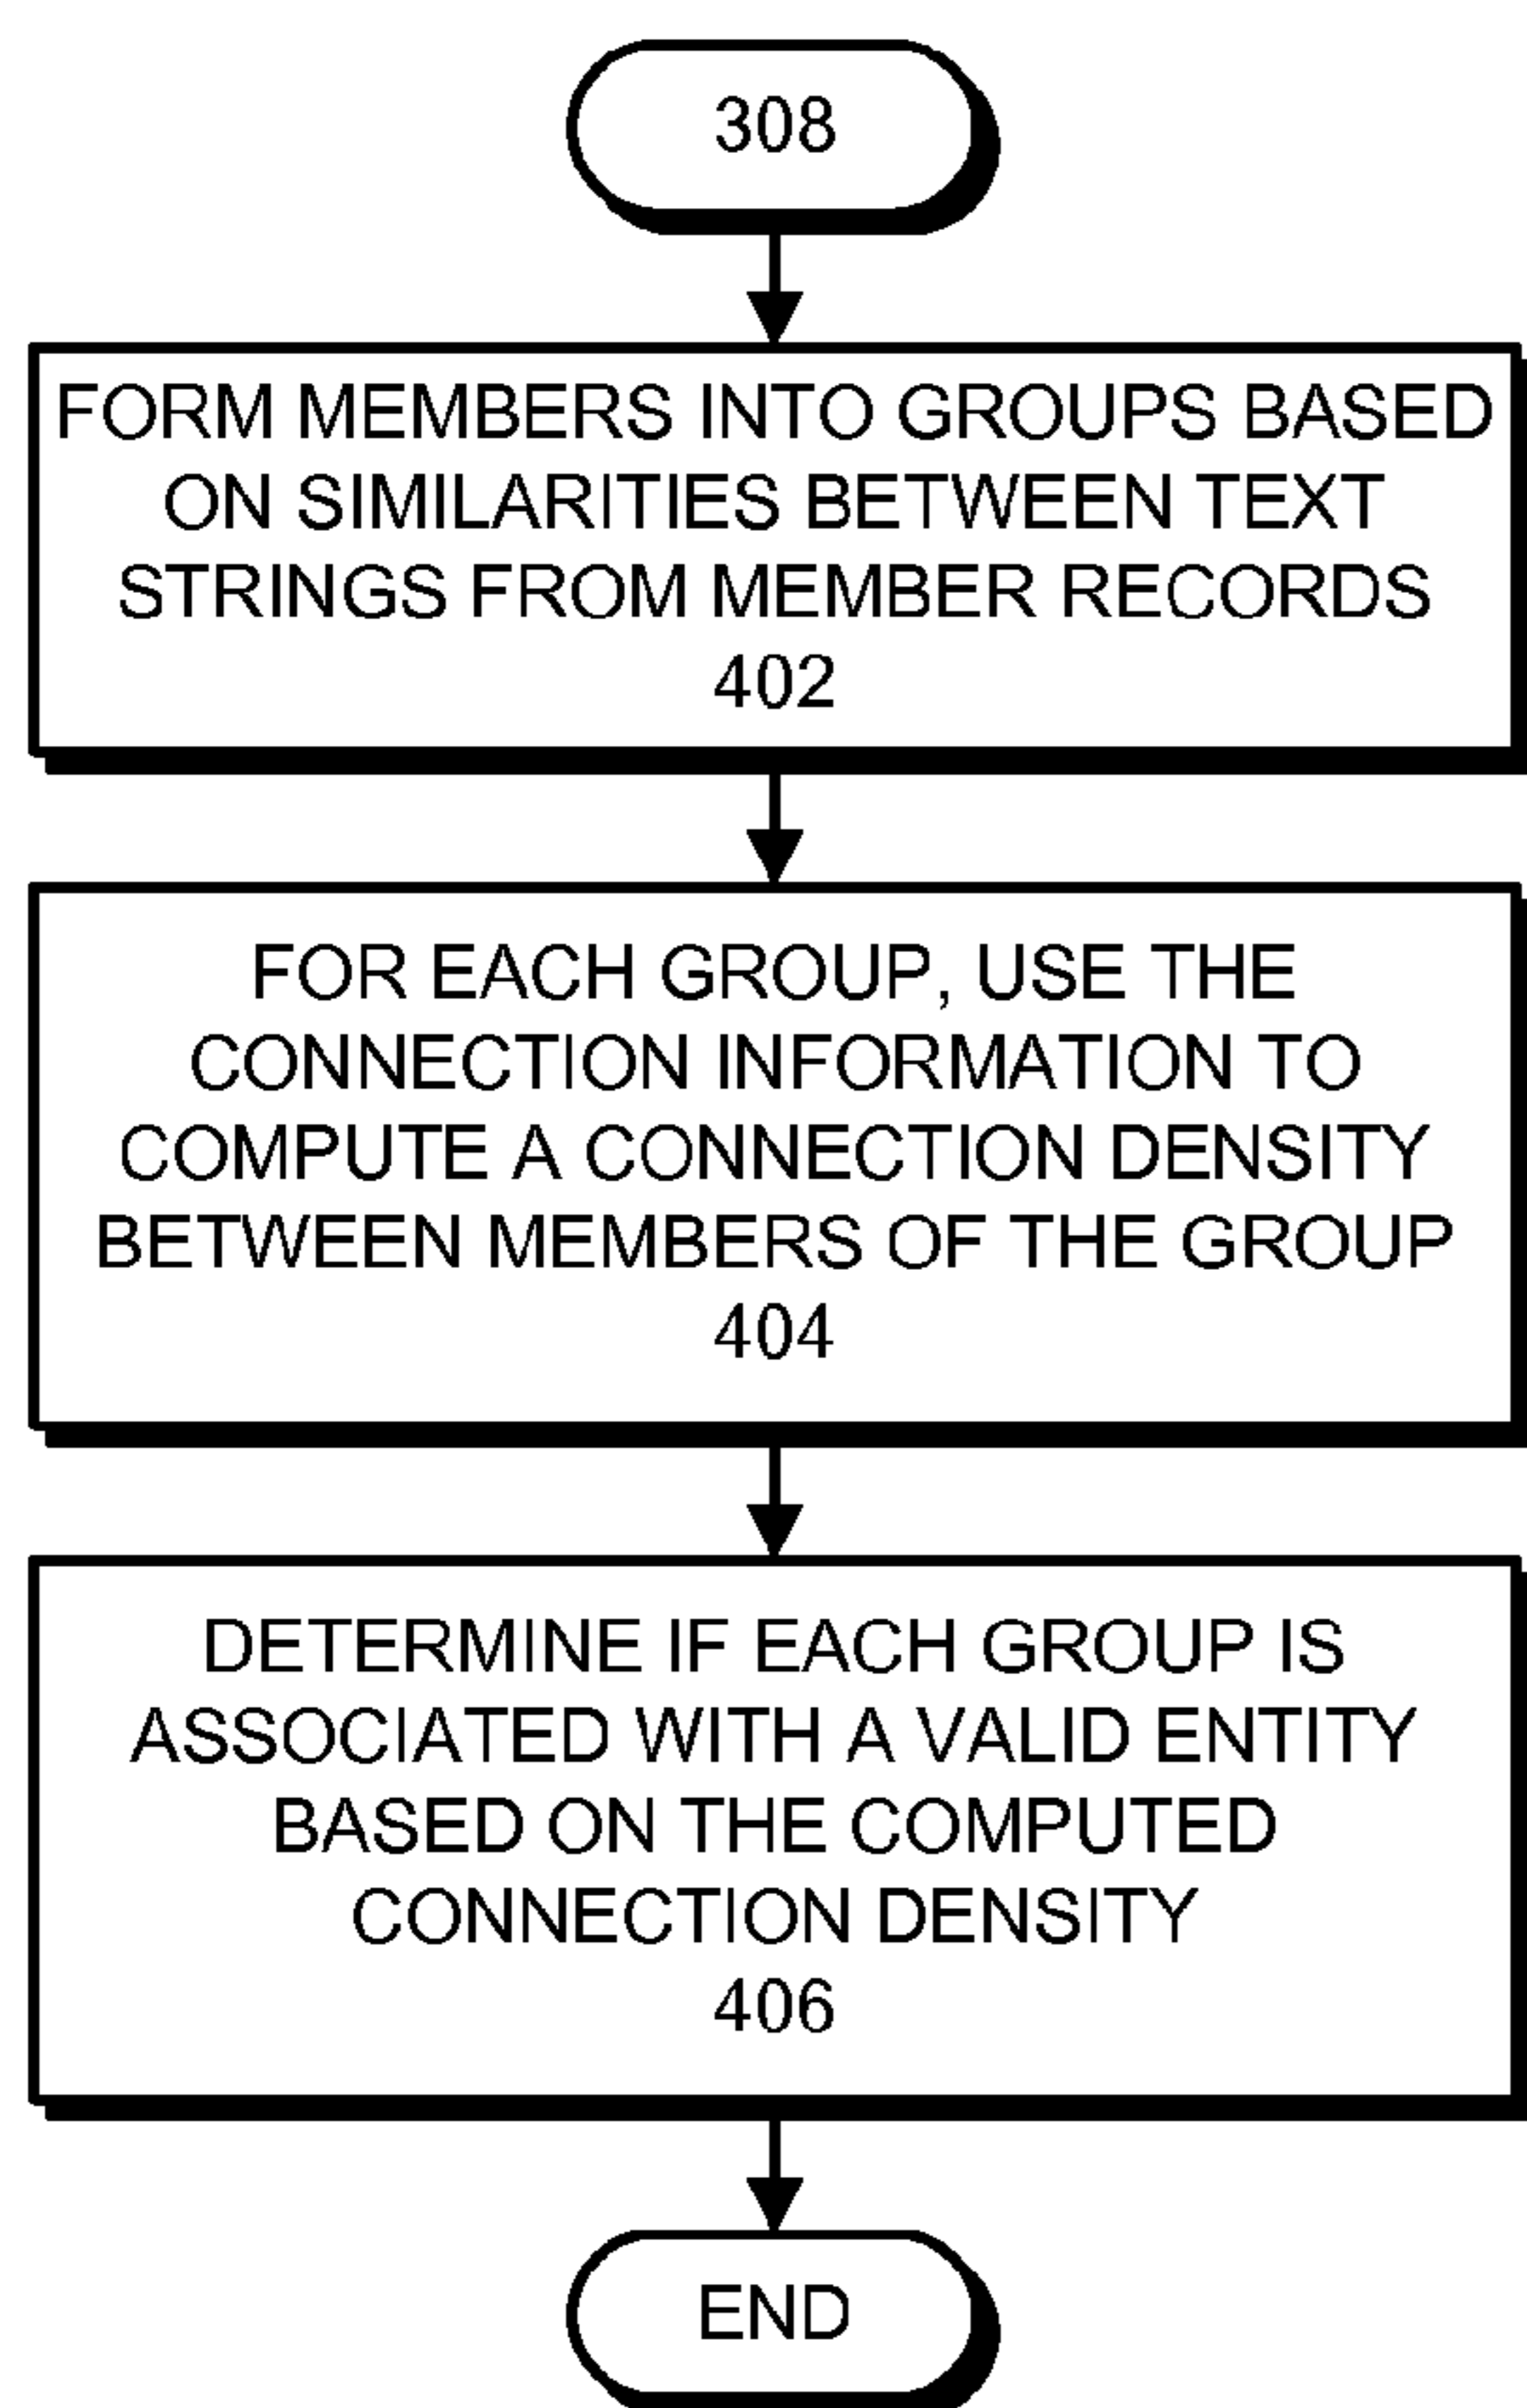 308
FORM MEMBERS INTO GROUPS BASED
ON SIMILARITIES BETWEEN TEXT
STRINGS FROM MEMBER RECORDS
402
FOR EACH GROUP, USE THE
CONNECTION INFORMATION TO
COMPUTE A CONNECTION DENSITY
BETWEEN MEMBERS OF THE GROUP
404
DETERMINE IF EACH GROUP IS
ASSOCIATED WITH A VALID ENTITY
BASED ON THE COMPUTED
CONNECTION DENSITY
406
END